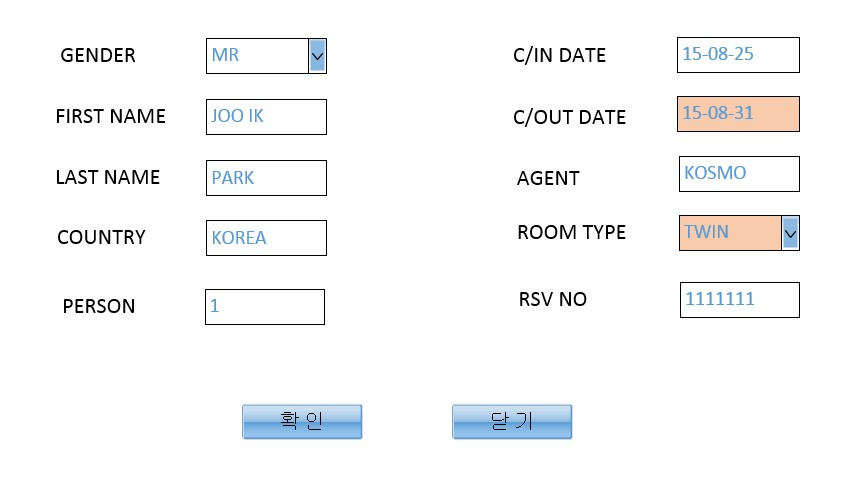 GENDER MR C/IN DATE 15-08-25
FIRST NAME JOO IK C/OUT DATE 15-08-31
LAST NAME PARK AGENT KOSMO
COUNTRY KOREA ROOM TYPE TWIN
PERSON 1 RSV NO 1111111
확 인 닫 기